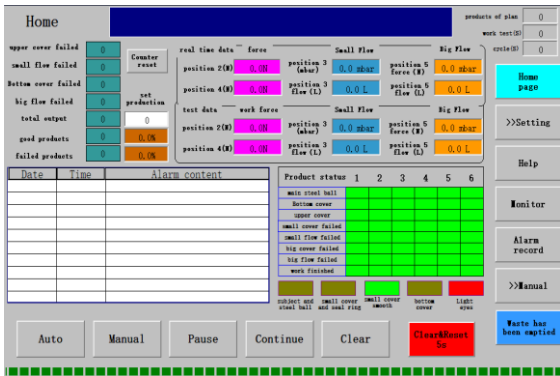 Home
products of plan 0
work test(S) 0
cycle(S) 0
upper cover failed 0
small flow failed 0
Bottom cover failed 0
big flow failed 0
total output 0
good products 0
failed products 0
Counter reset
yet production
0
0.0%
0.0%
real time data force Small Flow Big Flow
position 2(N) 0.0N position 3 (mbar) 0.0 mbar position 5 force (N) 0.0 mbar
position 4(N) 0.0N position 3 flow (L) 0.0 L position 5 flow (L) 0.0 L
test data work force Small Flow Big Flow
position 2(N) 0.0N position 3 (mbar) 0.0 mbar position 5 force (N) 0.0 mbar
position 4(N) 0.0N position 3 flow (L) 0.0 L position 5 flow (L) 0.0 L
Home page
>>Setting
Help
Monitor
Alarm record
>>Manual
Waste has been emptied
Date Time Alarm content
Product status 1 2 3 4 5 6
main steel ball
Bottom cover
upper cover
small cover failed
small flow failed
big cover failed
big flow failed
work finished
subject and steel ball
small cover and seal ring
small cover smooth
bottom cover
Light eyes
Auto
Manual
Pause
Continue
Clear
Clear&Reset 5s